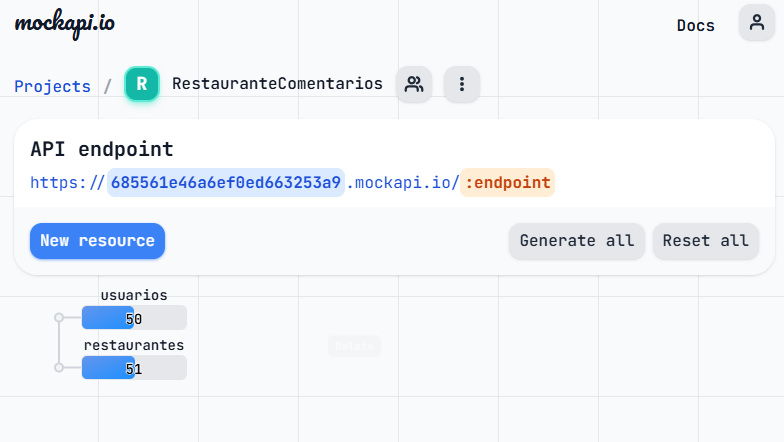 mockapi.io
Docs
Projects / R RestauranteComentarios
API endpoint
https://685561e46a6ef0ed663253a9.mockapi.io/:endpoint
New resource
Generate all
Reset all
usuarios
50
restaurantes
51
Delete